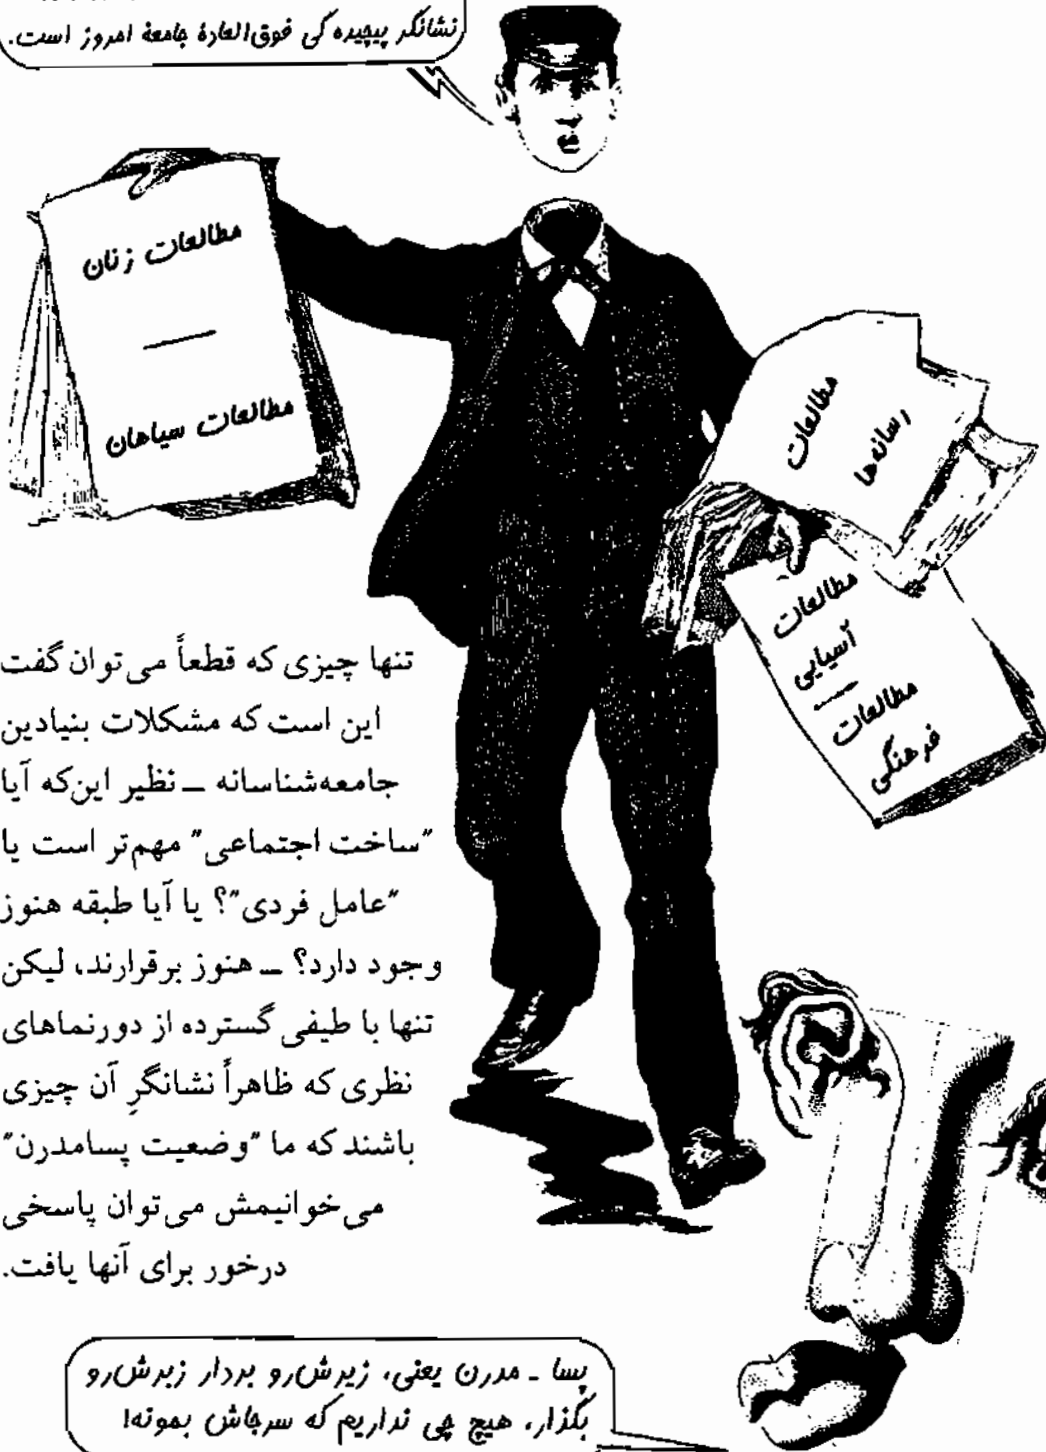 نشانگر پیچیده گی فوق‌العادهٔ جامعهٔ امروز است.
مطالعات زنان
مطالعات سیاهان
مطالعات
رسانه‌ها
مطالعات
آسیایی
مطالعات
فرهنگی
تنها چیزی که قطعاً می‌توان گفت
این است که مشکلات بنیادین
جامعه‌شناسانه ـ نظیر این‌که آیا
"ساخت اجتماعی" مهم‌تر است یا
"عامل فردی"؟ یا آیا طبقه هنوز
وجود دارد؟ ـ هنوز برقرارند، لیکن
تنها با طیفی گسترده از دورنماهای
نظری که ظاهراً نشانگرِ آن چیزی
باشند که ما "وضعیت پسامدرن"
می‌خوانیمش می‌توان پاسخی
درخور برای آنها یافت.
پسا ـ مدرن یعنی، زیرش‌رو بردار زبرش‌رو
بگذار، هیچ چی نداریم که سرجاش بمونه!